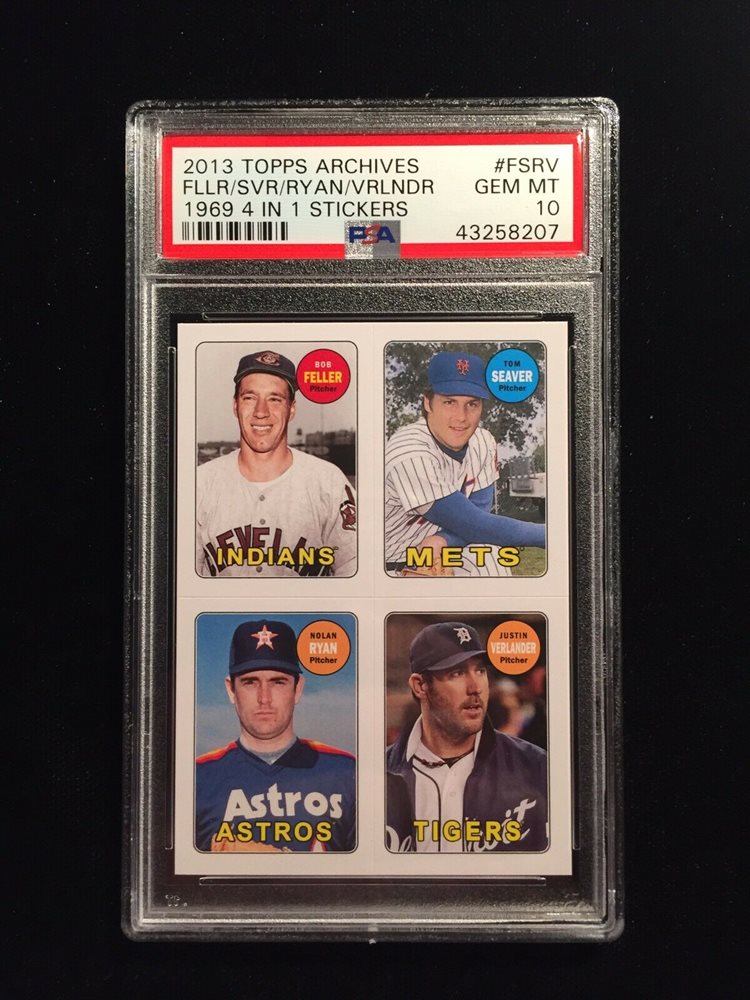 2013 TOPPS ARCHIVES #FSRV
FLLR/SVR/RYAN/VRLNDR GEM MT
1969 4 IN 1 STICKERS 10
PSA 43258207
BOB
FELLER
Pitcher
INDIANS
TOM
SEAVER
Pitcher
METS
NOLAN
RYAN
Pitcher
Astros
ASTROS
JUSTIN
VERLANDER
Pitcher
TIGERS